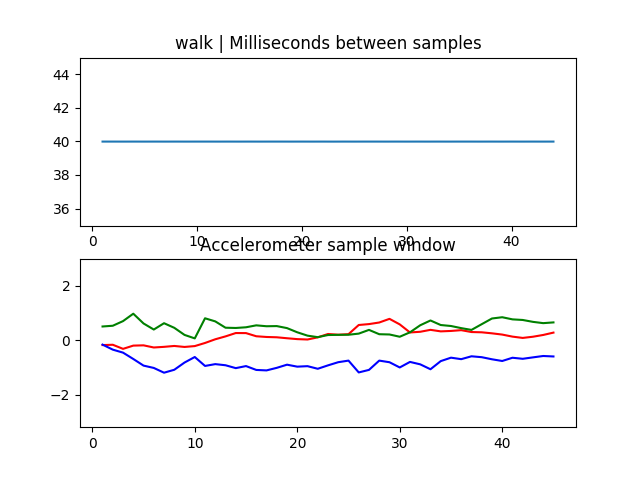 walk | Milliseconds between samples
44
42
40
38
36
0 10 20 30 40
Accelerometer sample window
2
0
−2
0 10 20 30 40